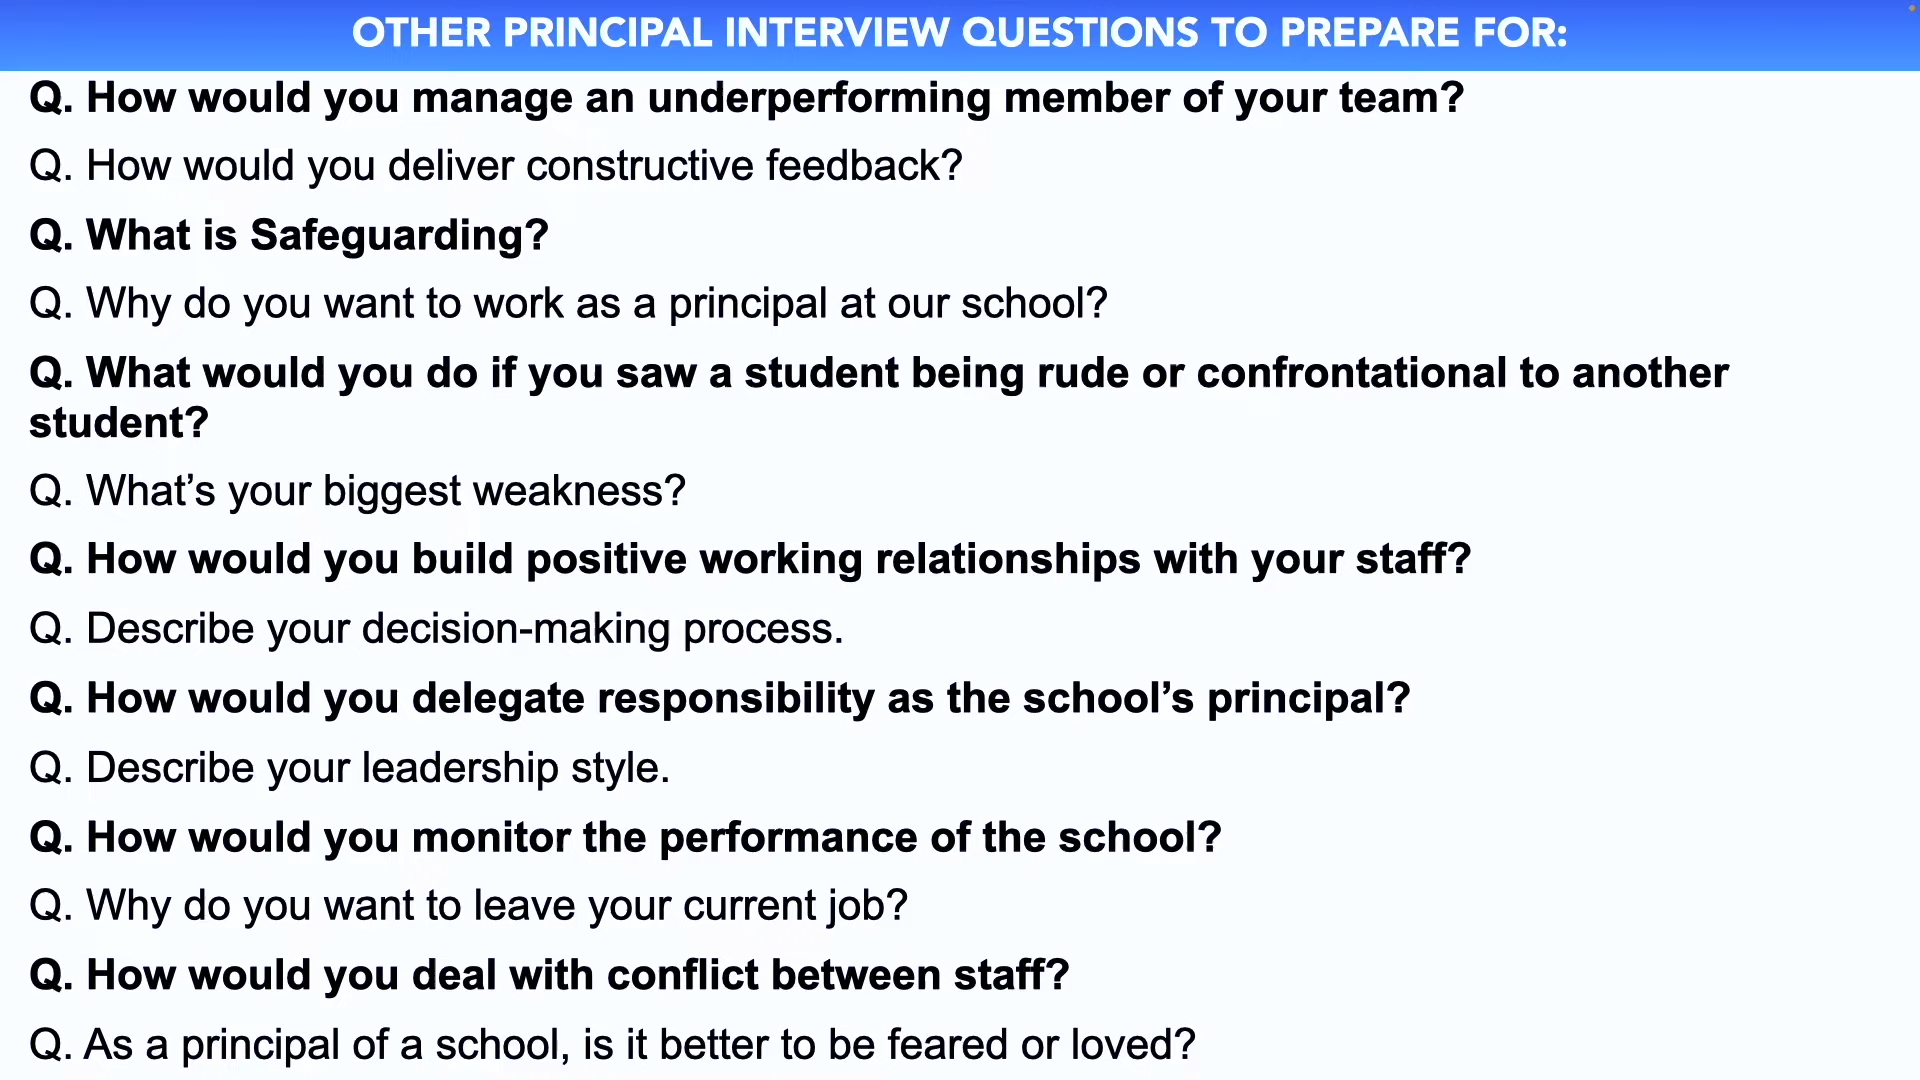 OTHER PRINCIPAL INTERVIEW QUESTIONS TO PREPARE FOR:
Q. How would you manage an underperforming member of your team?
Q. How would you deliver constructive feedback?
Q. What is Safeguarding?
Q. Why do you want to work as a principal at our school?
Q. What would you do if you saw a student being rude or confrontational to another
student?
Q. What’s your biggest weakness?
Q. How would you build positive working relationships with your staff?
Q. Describe your decision-making process.
Q. How would you delegate responsibility as the school’s principal?
Q. Describe your leadership style.
Q. How would you monitor the performance of the school?
Q. Why do you want to leave your current job?
Q. How would you deal with conflict between staff?
Q. As a principal of a school, is it better to be feared or loved?